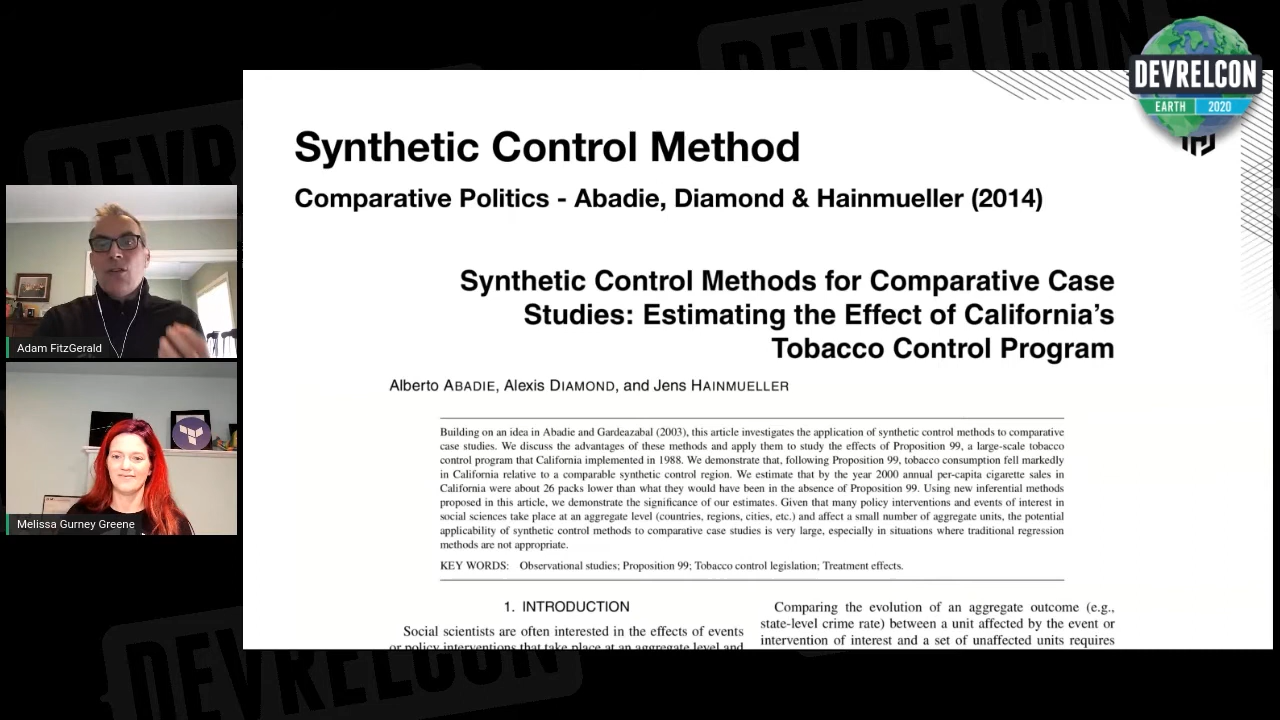 DEVRELCON
EARTH 2020
Synthetic Control Method
Comparative Politics - Abadie, Diamond & Hainmueller (2014)
Synthetic Control Methods for Comparative Case
Studies: Estimating the Effect of California's
Tobacco Control Program
Alberto ABADIE, Alexis DIAMOND, and Jens HAINMUELLER
Building on an idea in Abadie and Gardeazabal (2003), this article investigates the application of synthetic control methods to comparative
case studies. We discuss the advantages of these methods and apply them to study the effects of Proposition 99, a large-scale tobacco
control program that California implemented in 1988. We demonstrate that, following Proposition 99, tobacco consumption fell markedly
in California relative to a comparable synthetic control region. We estimate that by the year 2000 annual per-capita cigarette sales in
California were about 26 packs lower than what they would have been in the absence of Proposition 99. Using new inferential methods
proposed in this article, we demonstrate the significance of our estimates. Given that many policy interventions and events of interest in
social sciences take place at an aggregate level (countries, regions, cities, etc.) and affect a small number of aggregate units, the potential
applicability of synthetic control methods to comparative case studies is very large, especially in situations where traditional regression
methods are not appropriate.
KEY WORDS: Observational studies; Proposition 99; Tobacco control legislation; Treatment effects.
1. INTRODUCTION
Social scientists are often interested in the effects of events
or policy interventions that take place at an aggregate level and
Comparing the evolution of an aggregate outcome (e.g.,
state-level crime rate) between a unit affected by the event or
intervention of interest and a set of unaffected units requires
Adam FitzGerald
Melissa Gurney Greene
DEVRELCON